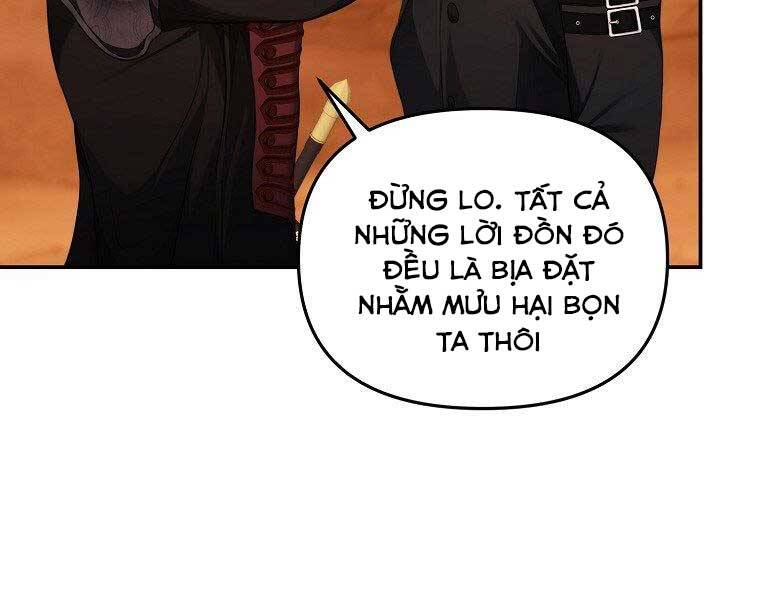 ĐỪNG LO. TẤT CẢ
NHỮNG LỜI ĐỒN ĐÓ
ĐỀU LÀ BỊA ĐẶT
NHẰM MƯU HẠI BỌN
TA THÔI